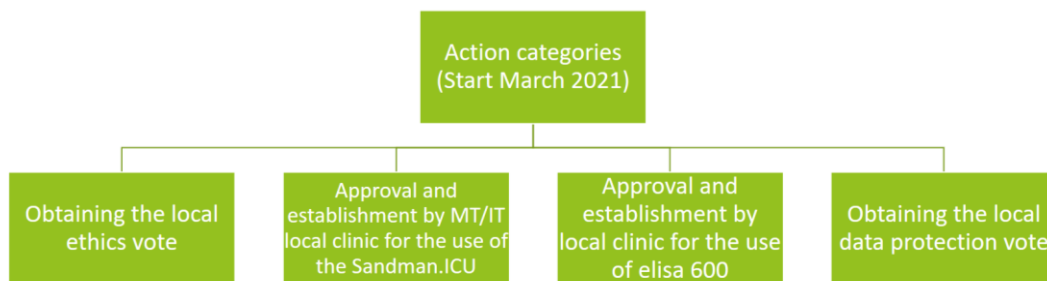 Action categories
(Start March 2021)
Obtaining the local
ethics vote
Approval and
establishment by MT/IT
local clinic for the use of
the Sandman.ICU
Approval and
establishment by
local clinic for the use
of elisa 600
Obtaining the local
data protection vote